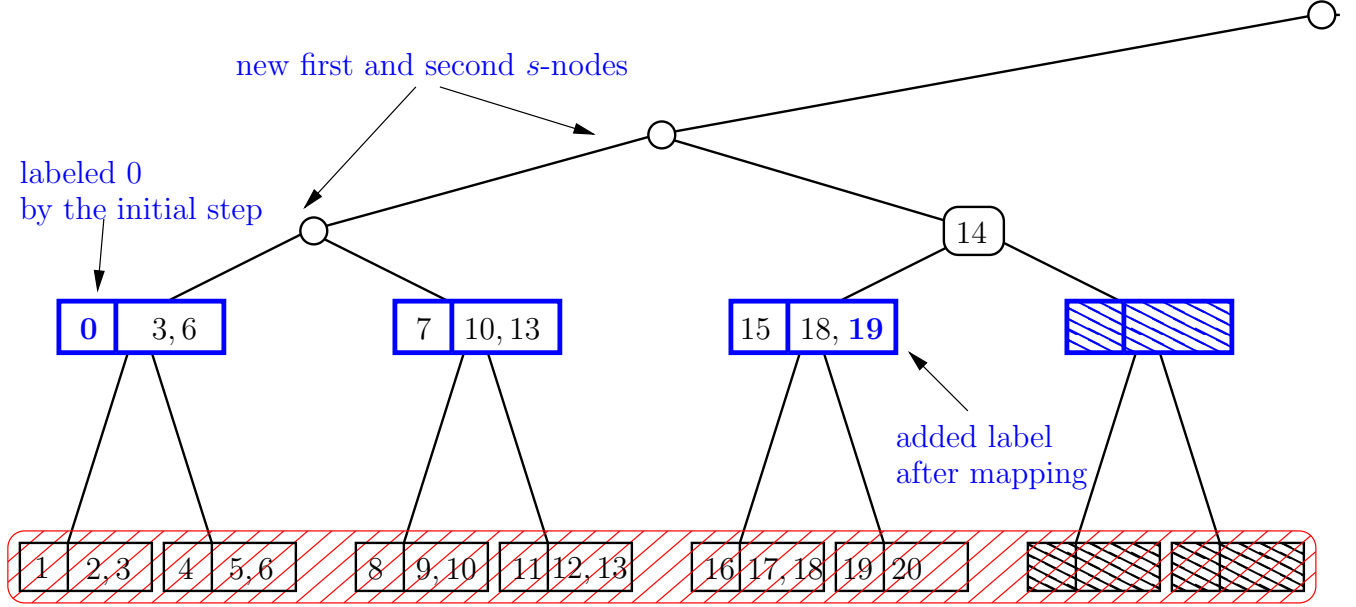 new first and second s-nodes
labeled 0
by the initial step
14
0 3, 6 7 10, 13 15 18, 19
added label
after mapping
1 2, 3 4 5, 6 8 9, 10 11 12, 13 16 17, 18 19 20